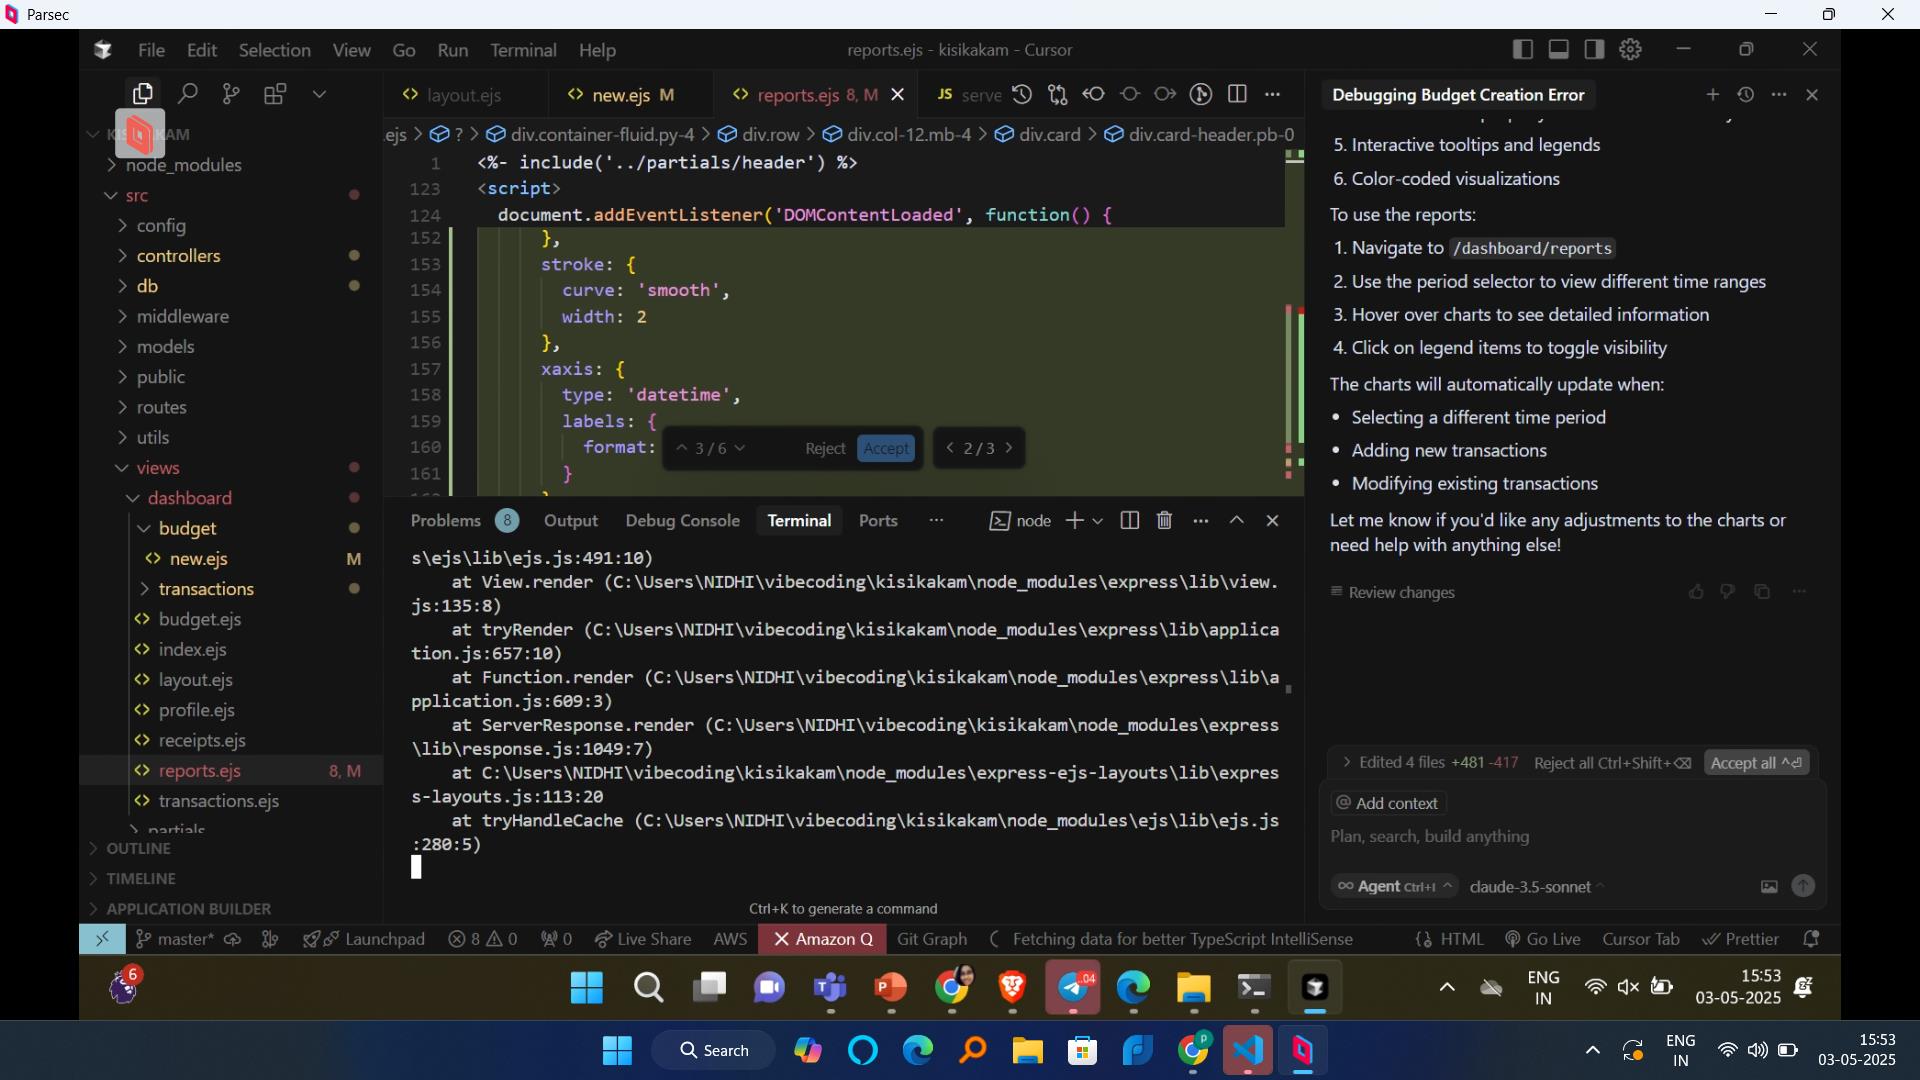 Parsec
File Edit Selection View Go Run Terminal Help
reports.ejs - kisikakam - Cursor
layout.ejs
new.ejs M
reports.ejs 8, M
JS serve
.ejs > ? > div.container-fluid.py-4 > div.row > div.col-12.mb-4 > div.card > div.card-header.pb-0
node_modules
src
config
controllers
db
middleware
models
public
routes
utils
views
dashboard
budget
new.ejs M
transactions
budget.ejs
index.ejs
layout.ejs
profile.ejs
receipts.ejs
reports.ejs 8, M
transactions.ejs
partials
OUTLINE
TIMELINE
APPLICATION BUILDER
1 <%- include('../partials/header') %>
123 <script>
124 document.addEventListener('DOMContentLoaded', function() {
152 },
153 stroke: {
154 curve: 'smooth',
155 width: 2
156 },
157 xaxis: {
158 type: 'datetime',
159 labels: {
160 format:
161 }
3 / 6 Reject Accept
2 / 3
Problems 8 Output Debug Console Terminal Ports ··· node
s\ejs\lib\ejs.js:491:10)
at View.render (C:\Users\NIDHI\vibecoding\kisikakam\node_modules\express\lib\view.
js:135:8)
at tryRender (C:\Users\NIDHI\vibecoding\kisikakam\node_modules\express\lib\applica
tion.js:657:10)
at Function.render (C:\Users\NIDHI\vibecoding\kisikakam\node_modules\express\lib\a
pplication.js:609:3)
at ServerResponse.render (C:\Users\NIDHI\vibecoding\kisikakam\node_modules\express
\lib\response.js:1049:7)
at C:\Users\NIDHI\vibecoding\kisikakam\node_modules\express-ejs-layouts\lib\expres
s-layouts.js:113:20
at tryHandleCache (C:\Users\NIDHI\vibecoding\kisikakam\node_modules\ejs\lib\ejs.js
:280:5)
Ctrl+K to generate a command
Debugging Budget Creation Error
5. Interactive tooltips and legends
6. Color-coded visualizations
To use the reports:
1. Navigate to /dashboard/reports
2. Use the period selector to view different time ranges
3. Hover over charts to see detailed information
4. Click on legend items to toggle visibility
The charts will automatically update when:
• Selecting a different time period
• Adding new transactions
• Modifying existing transactions
Let me know if you'd like any adjustments to the charts or
need help with anything else!
Review changes
Edited 4 files +481 -417 Reject all Ctrl+Shift+⌫ Accept all ^⏎
@ Add context
Plan, search, build anything
∞ Agent Ctrl+I claude-3.5-sonnet
master* Launchpad 8 0 0 Live Share AWS Amazon Q Git Graph Fetching data for better TypeScript IntelliSense HTML Go Live Cursor Tab Prettier
6
04
ENG
IN
15:53
03-05-2025
Search
ENG
IN
15:53
03-05-2025